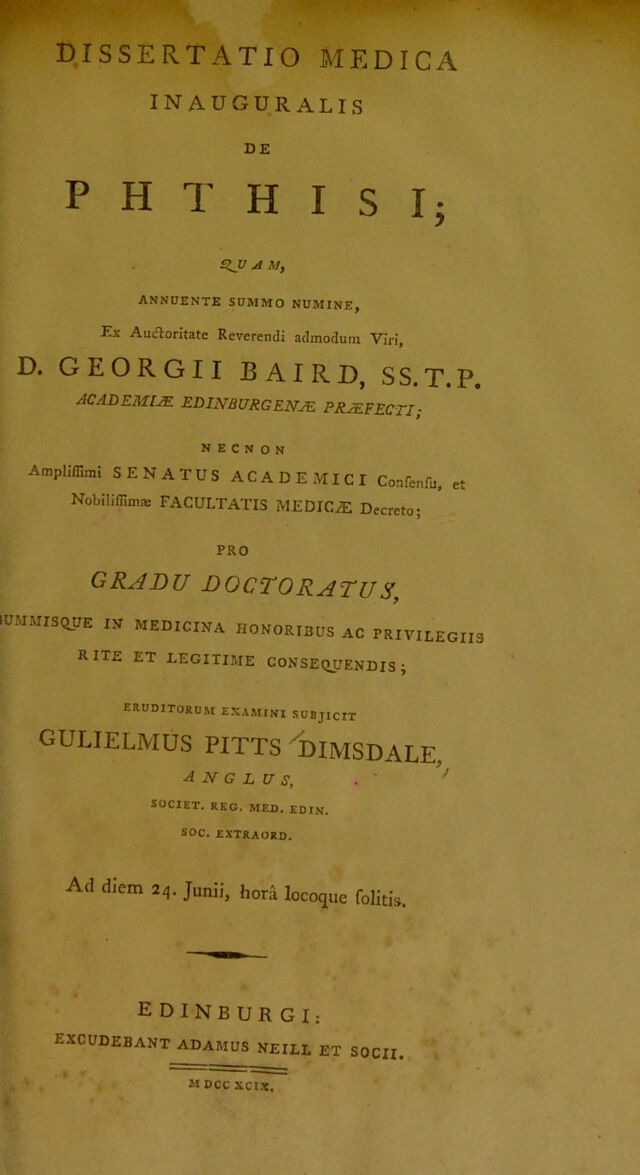 DISSERTATIO MEDICA
INAUGURALIS
DE
PHTHISI;
QUAM,
ANNUENTE SUMMO NUMINE,
Ex Auctoritate Reverendi admodum Viri,
D. GEORGII BAIRD, SS.T.P.
ACADEMIÆ EDINBURGENÆ PRÆFECTI;
NECNON
Ampliſſimi SENATUS ACADEMICI Conſenſu, et
Nobiliſſimæ FACULTATIS MEDICÆ Decreto;
PRO
GRADU DOCTORATUS,
SUMMISQUE IN MEDICINA HONORIBUS AC PRIVILEGIIS
RITE ET LEGITIME CONSEQUENDIS;
ERUDITORUM EXAMINI SUBJICIT
GULIELMUS PITTS DIMSDALE,
ANGLUS,
SOCIET. REG. MED. EDIN.
SOC. EXTRAORD.
Ad diem 24. Junii, horâ locoque ſolitis.
EDINBURGI:
EXCUDEBANT ADAMUS NEILL ET SOCII.
MDCCXCIX.